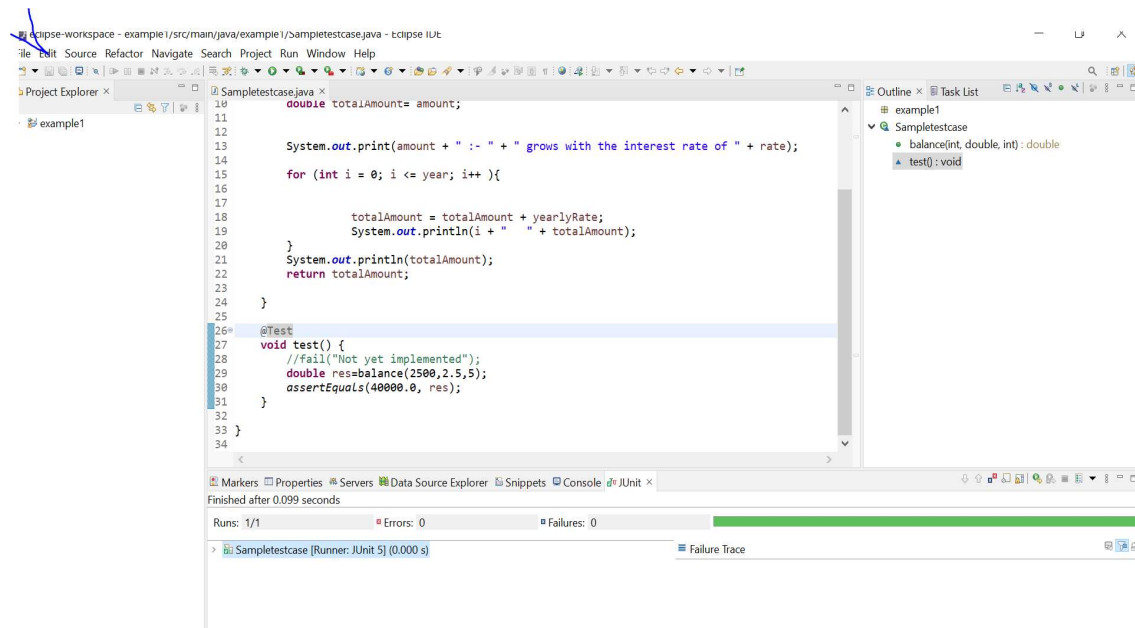 eclipse-workspace - example1/src/main/java/example1/Sampletestcase.java - Eclipse IDE
File Edit Source Refactor Navigate Search Project Run Window Help
Project Explorer ×
example1
Sampletestcase.java ×
10 double totalAmount= amount;
11
12
13 System.out.print(amount + " :- " + " grows with the interest rate of " + rate);
14
15 for (int i = 0; i <= year; i++ ){
16
17
18 totalAmount = totalAmount + yearlyRate;
19 System.out.println(i + "   " + totalAmount);
20 }
21 System.out.println(totalAmount);
22 return totalAmount;
23
24 }
25
26 @Test
27 void test() {
28 //fail("Not yet implemented");
29 double res=balance(2500,2.5,5);
30 assertEquals(40000.0, res);
31 }
32
33 }
34
Outline × Task List
example1
Sampletestcase
balance(int, double, int) : double
test() : void
Markers Properties Servers Data Source Explorer Snippets Console JUnit ×
Finished after 0.099 seconds
Runs: 1/1 Errors: 0 Failures: 0
Sampletestcase [Runner: JUnit 5] (0.000 s)
Failure Trace